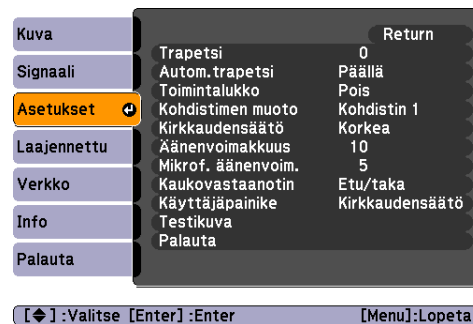 Kuva
Signaali
Asetukset
Laajennettu
Verkko
Info
Palauta
Return
Trapetsi 0
Autom.trapetsi Päällä
Toimintalukko Pois
Kohdistimen muoto Kohdistin 1
Kirkkaudensäätö Korkea
Äänenvoimakkuus 10
Mikrof. äänenvoim. 5
Kaukovastaanotin Etu/taka
Käyttäjäpainike Kirkkaudensäätö
Testikuva
Palauta
[◆] :Valitse [Enter] :Enter [Menu]:Lopeta